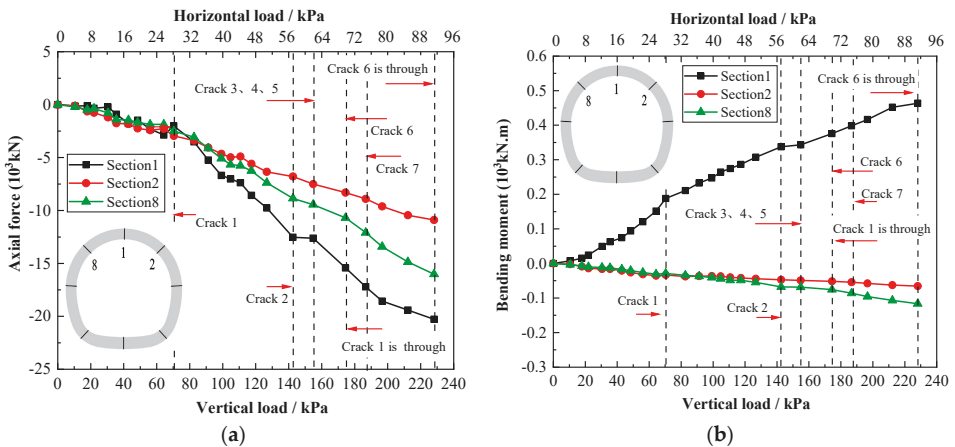 Horizontal load / kPa
0 8 16 24 32 40 48 56 64 72 80 88 96
5
0
-5
-10
-15
-20
-25
Axial force (10³kN)
Crack 6 is through
Crack 3、4、5
Crack 6
Crack 7
Section1
Section2
Section8
Crack 1
8 1 2
Crack 2
Crack 1 is through
0 20 40 60 80 100 120 140 160 180 200 220 240
Vertical load / kPa
(a)
Horizontal load / kPa
0 8 16 24 32 40 48 56 64 72 80 88 96
0.6
0.5
0.4
0.3
0.2
0.1
0.0
-0.1
-0.2
-0.3
Bending moment (10³kN.m)
8 1 2
Section1
Section2
Section8
Crack 6 is through
Crack 6
Crack 7
Crack 3、4、5
Crack 1 is through
Crack 1
Crack 2
0 20 40 60 80 100 120 140 160 180 200 220 240
Vertical load / kPa
(b)